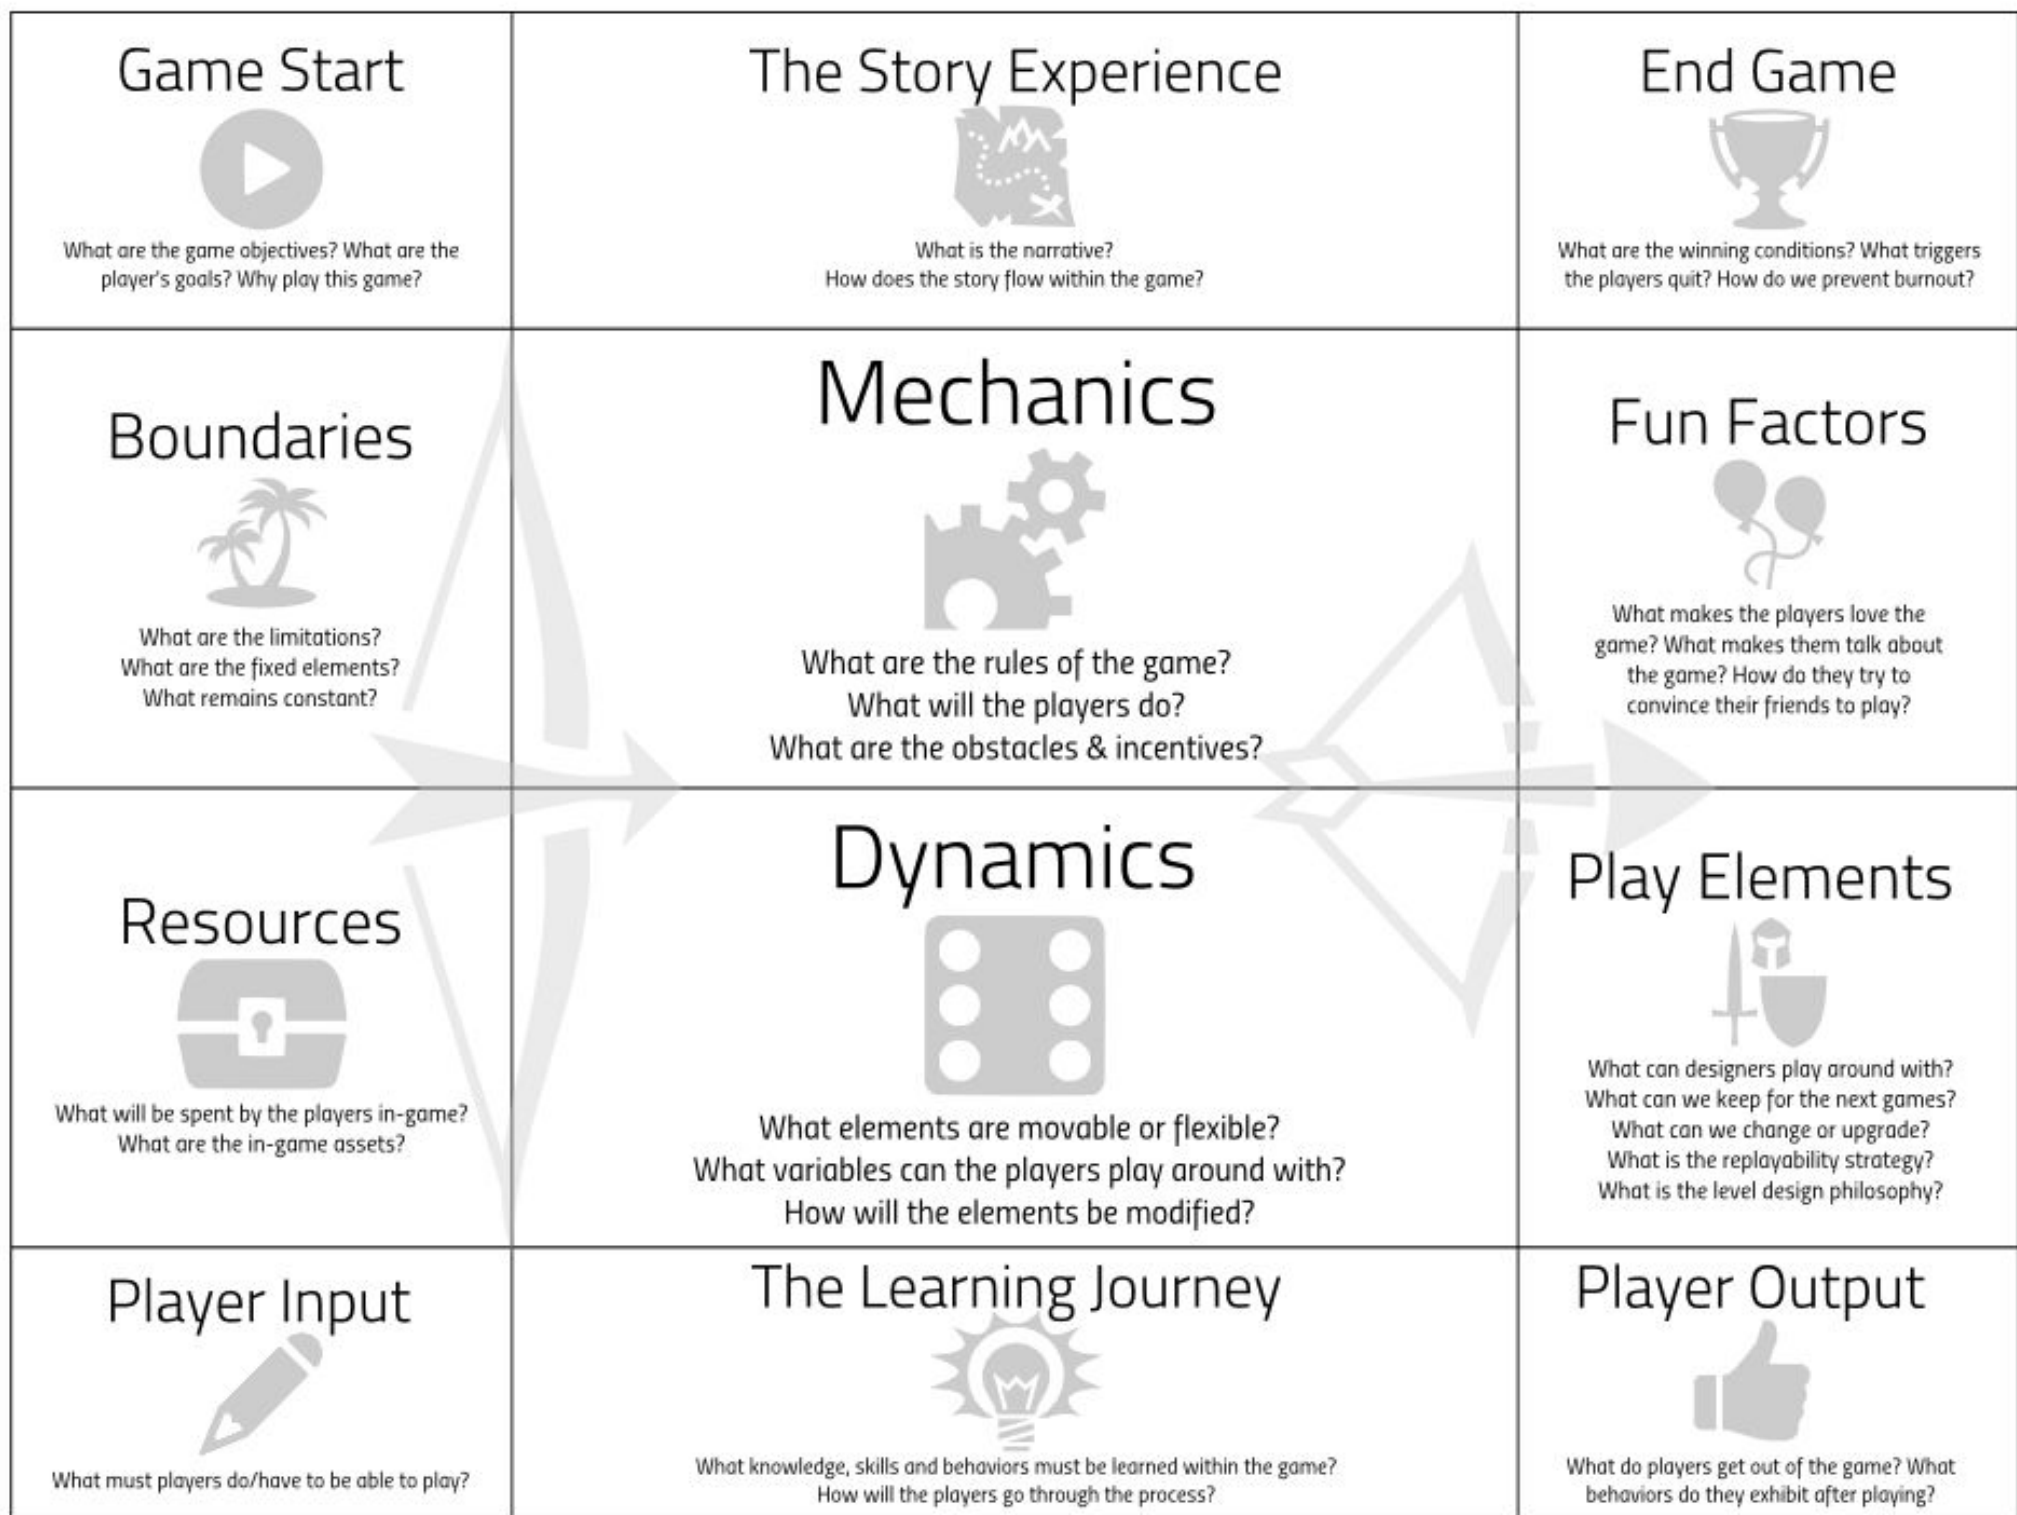 Game Start
What are the game objectives? What are the
player's goals? Why play this game?
The Story Experience
What is the narrative?
How does the story flow within the game?
End Game
What are the winning conditions? What triggers
the players quit? How do we prevent burnout?
Boundaries
What are the limitations?
What are the fixed elements?
What remains constant?
Mechanics
What are the rules of the game?
What will the players do?
What are the obstacles & incentives?
Fun Factors
What makes the players love the
game? What makes them talk about
the game? How do they try to
convince their friends to play?
Resources
What will be spent by the players in-game?
What are the in-game assets?
Dynamics
What elements are movable or flexible?
What variables can the players play around with?
How will the elements be modified?
Play Elements
What can designers play around with?
What can we keep for the next games?
What can we change or upgrade?
What is the replayability strategy?
What is the level design philosophy?
Player Input
What must players do/have to be able to play?
The Learning Journey
What knowledge, skills and behaviors must be learned within the game?
How will the players go through the process?
Player Output
What do players get out of the game? What
behaviors do they exhibit after playing?